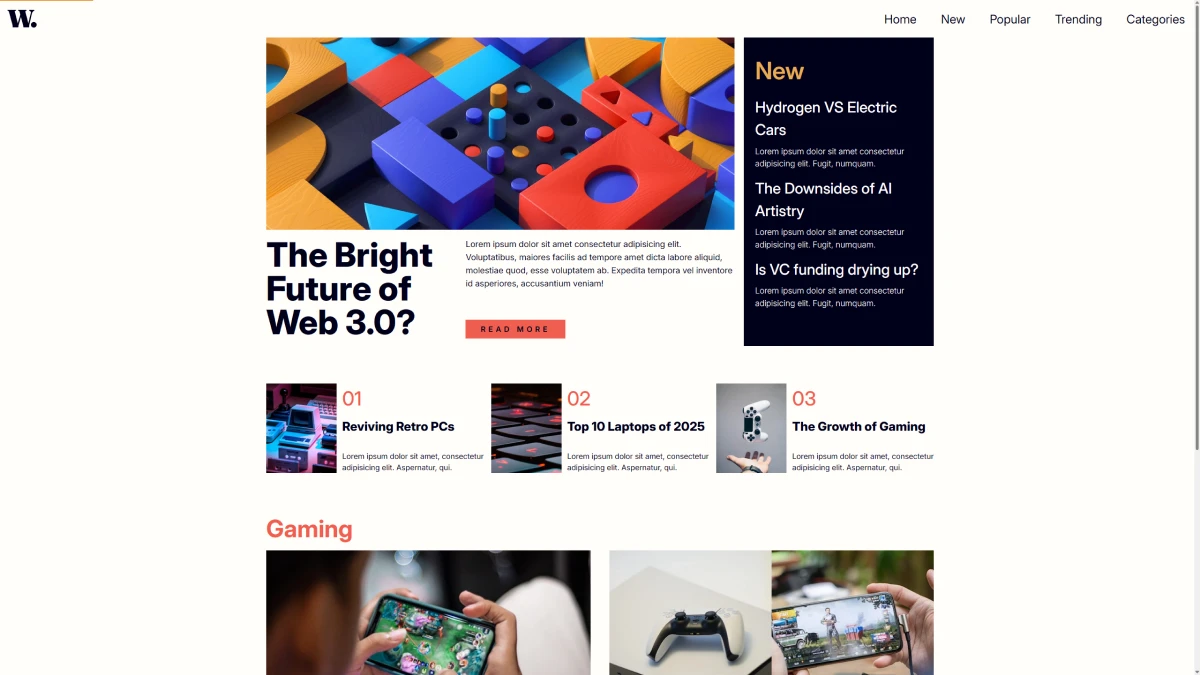 W.
Home
New
Popular
Trending
Categories
New
Hydrogen VS Electric
Cars
Lorem ipsum dolor sit amet consectetur
adipisicing elit. Fugit, numquam.
The Downsides of AI
Artistry
Lorem ipsum dolor sit amet consectetur
adipisicing elit. Fugit, numquam.
Is VC funding drying up?
Lorem ipsum dolor sit amet consectetur
adipisicing elit. Fugit, numquam.
The Bright
Future of
Web 3.0?
Lorem ipsum dolor sit amet consectetur adipisicing elit.
Voluptatibus, maiores facilis ad tempore amet dicta labore aliquid,
molestiae quod, esse voluptatem ab. Expedita tempora vel inventore
id asperiores, accusantium veniam!
READ MORE
01
Reviving Retro PCs
Lorem ipsum dolor sit amet, consectetur
adipisicing elit. Aspernatur, qui.
02
Top 10 Laptops of 2025
Lorem ipsum dolor sit amet, consectetur
adipisicing elit. Aspernatur, qui.
03
The Growth of Gaming
Lorem ipsum dolor sit amet, consectetur
adipisicing elit. Aspernatur, qui.
Gaming